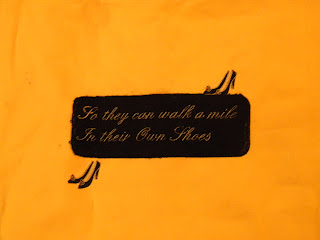 So they can walk a mile
In their Own Shoes